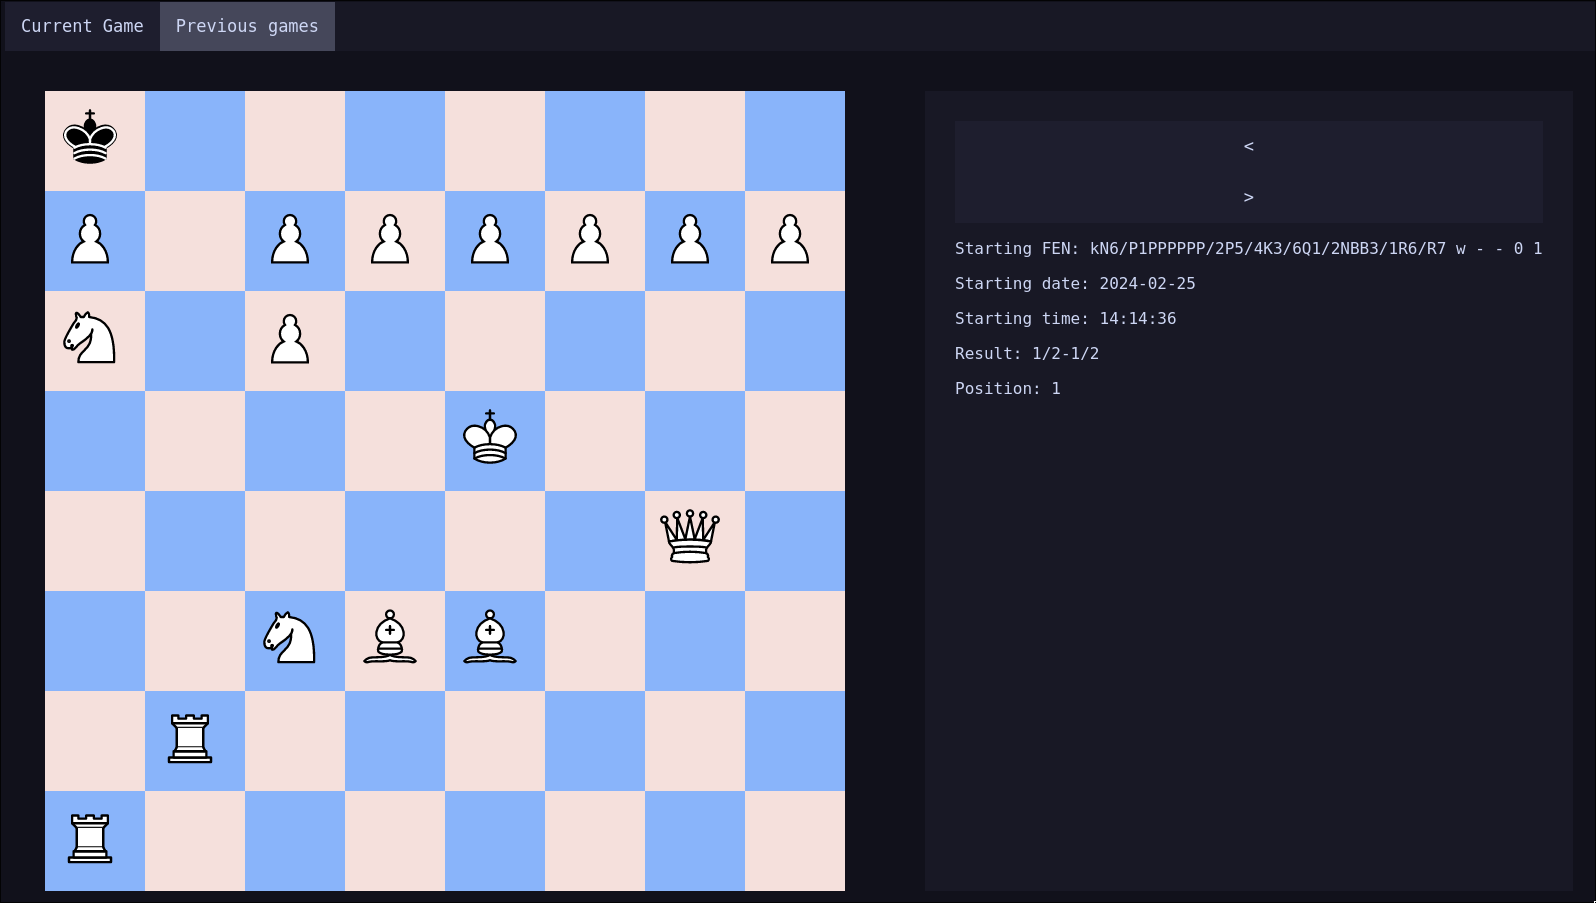 Current Game Previous games
<
>
Starting FEN: kN6/P1PPPPPP/2P5/4K3/6Q1/2NBB3/1R6/R7 w - - 0 1
Starting date: 2024-02-25
Starting time: 14:14:36
Result: 1/2-1/2
Position: 1